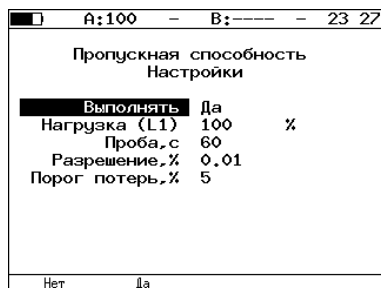 A:100 – B:---- – 23 27
Пропускная способность
Настройки
Выполнять Да
Нагрузка (L1) 100 %
Проба,с 60
Разрешение,% 0.01
Порог потерь,% 5
Нет Да